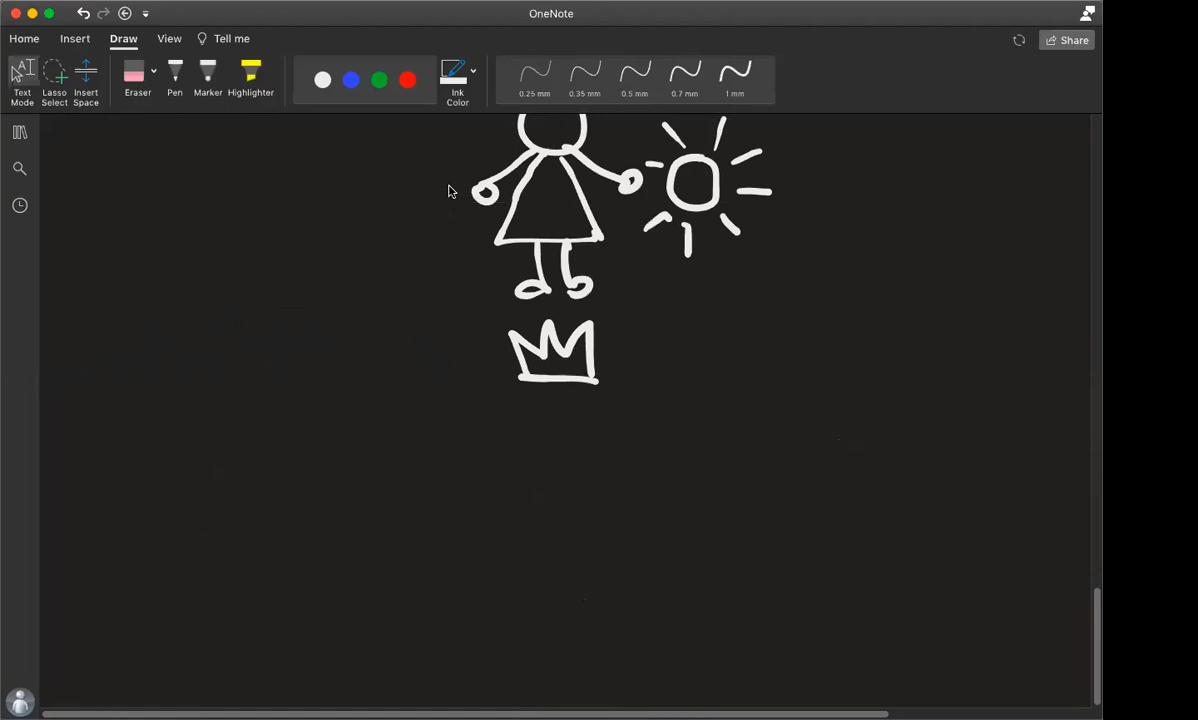 OneNote
Home Insert Draw View Tell me Share
Text Mode Lasso Select Insert Space Eraser Pen Marker Highlighter Ink Color 0.25 mm 0.35 mm 0.5 mm 0.7 mm 1 mm